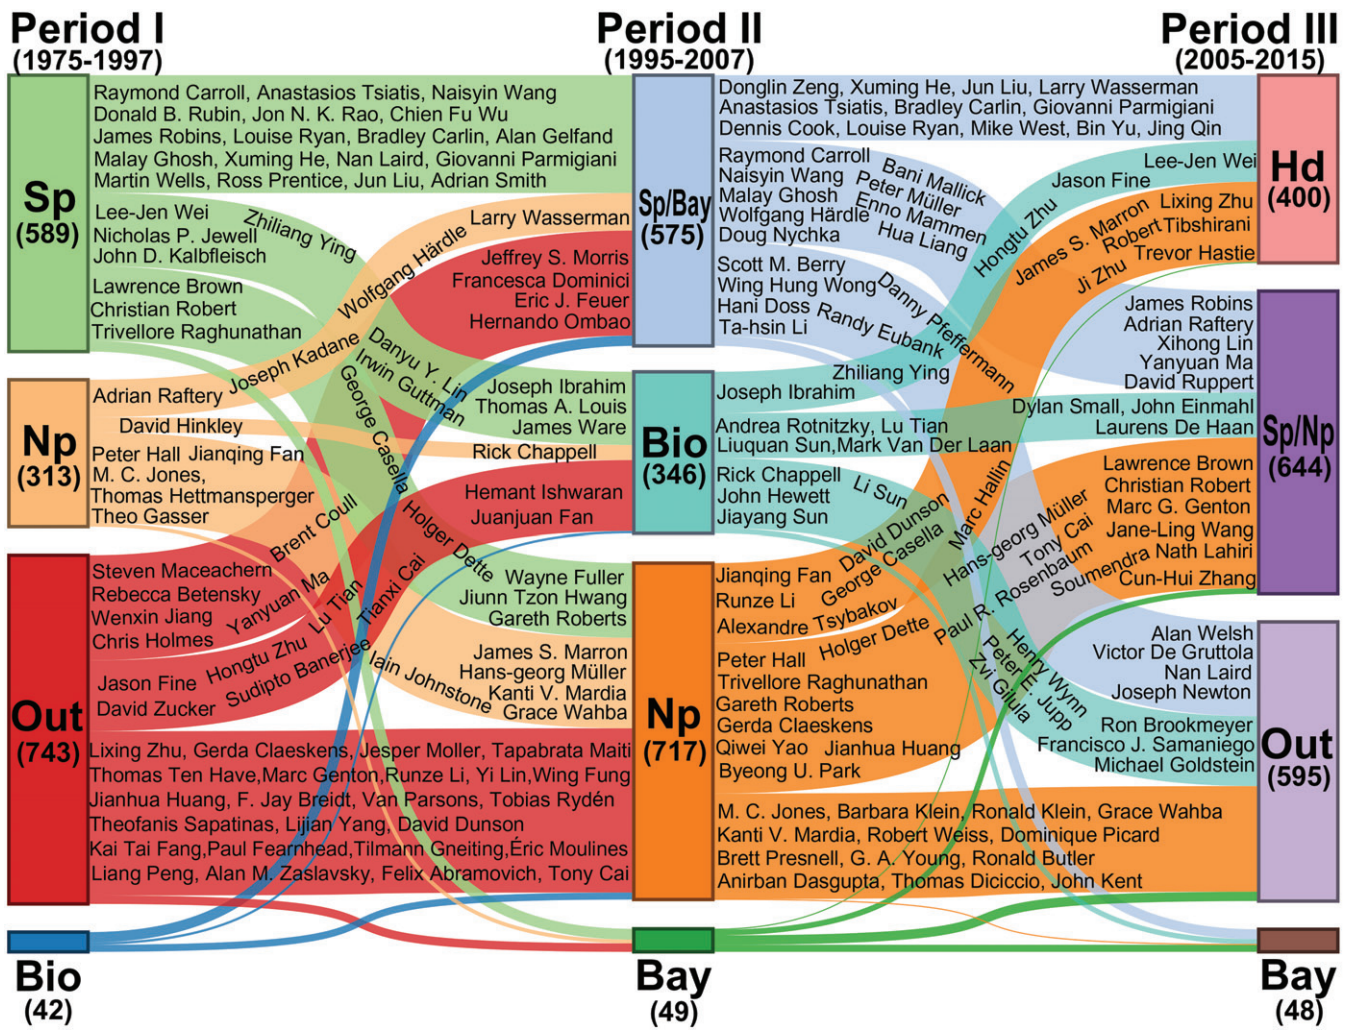 Period I
(1975-1997)
Period II
(1995-2007)
Period III
(2005-2015)
Sp
(589)
Raymond Carroll, Anastasios Tsiatis, Naisyin Wang
Donald B. Rubin, Jon N. K. Rao, Chien Fu Wu
James Robins, Louise Ryan, Bradley Carlin, Alan Gelfand
Malay Ghosh, Xuming He, Nan Laird, Giovanni Parmigiani
Martin Wells, Ross Prentice, Jun Liu, Adrian Smith
Lee-Jen Wei
Nicholas P. Jewell
John D. Kalbfleisch
Zhiliang Ying
Danyu Y. Lin
Irwin Guttman
Joseph Ibrahim
Thomas A. Louis
James Ware
Lawrence Brown
Christian Robert
Trivellore Raghunathan
George Casella
Holger Dette
Wayne Fuller
Jiunn Tzon Hwang
Gareth Roberts
Np
(313)
Adrian Raftery
Joseph Kadane
Wolfgang Härdle
Larry Wasserman
David Hinkley
Rick Chappell
Peter Hall Jianqing Fan
M. C. Jones,
Thomas Hettmansperger
Theo Gasser
Iain Johnstone
James S. Marron
Hans-georg Müller
Kanti V. Mardia
Grace Wahba
Out
(743)
Steven Maceachern
Rebecca Betensky
Wenxin Jiang
Chris Holmes
Yanyuan Ma
Brent Coull
Jeffrey S. Morris
Francesca Dominici
Eric J. Feuer
Hernando Ombao
Jason Fine
David Zucker
Hongtu Zhu
Lu Tian
Sudipto Banerjee
Tianxi Cai
Hemant Ishwaran
Juanjuan Fan
Lixing Zhu, Gerda Claeskens, Jesper Moller, Tapabrata Maiti
Thomas Ten Have,Marc Genton,Runze Li, Yi Lin,Wing Fung
Jianhua Huang, F. Jay Breidt, Van Parsons, Tobias Rydén
Theofanis Sapatinas, Lijian Yang, David Dunson
Kai Tai Fang,Paul Fearnhead,Tilmann Gneiting,Éric Moulines
Liang Peng, Alan M. Zaslavsky, Felix Abramovich, Tony Cai
Bio
(42)
Sp/Bay
(575)
Donglin Zeng, Xuming He, Jun Liu, Larry Wasserman
Anastasios Tsiatis, Bradley Carlin, Giovanni Parmigiani
Dennis Cook, Louise Ryan, Mike West, Bin Yu, Jing Qin
Raymond Carroll
Naisyin Wang
Malay Ghosh
Wolfgang Härdle
Doug Nychka
Bani Mallick
Peter Müller
Enno Mammen
Hua Liang
James Robins
Adrian Raftery
Xihong Lin
Yanyuan Ma
David Ruppert
Scott M. Berry
Wing Hung Wong
Hani Doss
Ta-hsin Li
Randy Eubank
Danny Pfeffermann
Alan Welsh
Victor De Gruttola
Nan Laird
Joseph Newton
Bio
(346)
Zhiliang Ying
Joseph Ibrahim
Hongtu Zhu
Jason Fine
Lee-Jen Wei
Andrea Rotnitzky, Lu Tian
Liuquan Sun,Mark Van Der Laan
Dylan Small, John Einmahl
Laurens De Haan
Rick Chappell
John Hewett
Jiayang Sun
Li Sun
Henry Wynn
Peter E. Jupp
Zvi Gilula
Ron Brookmeyer
Francisco J. Samaniego
Michael Goldstein
Np
(717)
Jianqing Fan
Runze Li
Alexandre Tsybakov
David Dunson
George Casella
Marc Hallin
James S. Marron
Robert Tibshirani
Ji Zhu
Lixing Zhu
Trevor Hastie
Peter Hall
Trivellore Raghunathan
Gareth Roberts
Gerda Claeskens
Qiwei Yao Jianhua Huang
Byeong U. Park
Holger Dette
Hans-georg Müller
Tony Cai
Paul R. Rosenbaum
Soumendra Nath Lahiri
Lawrence Brown
Christian Robert
Marc G. Genton
Jane-Ling Wang
Cun-Hui Zhang
M. C. Jones, Barbara Klein, Ronald Klein, Grace Wahba
Kanti V. Mardia, Robert Weiss, Dominique Picard
Brett Presnell, G. A. Young, Ronald Butler
Anirban Dasgupta, Thomas Diciccio, John Kent
Bay
(49)
Hd
(400)
Sp/Np
(644)
Out
(595)
Bay
(48)